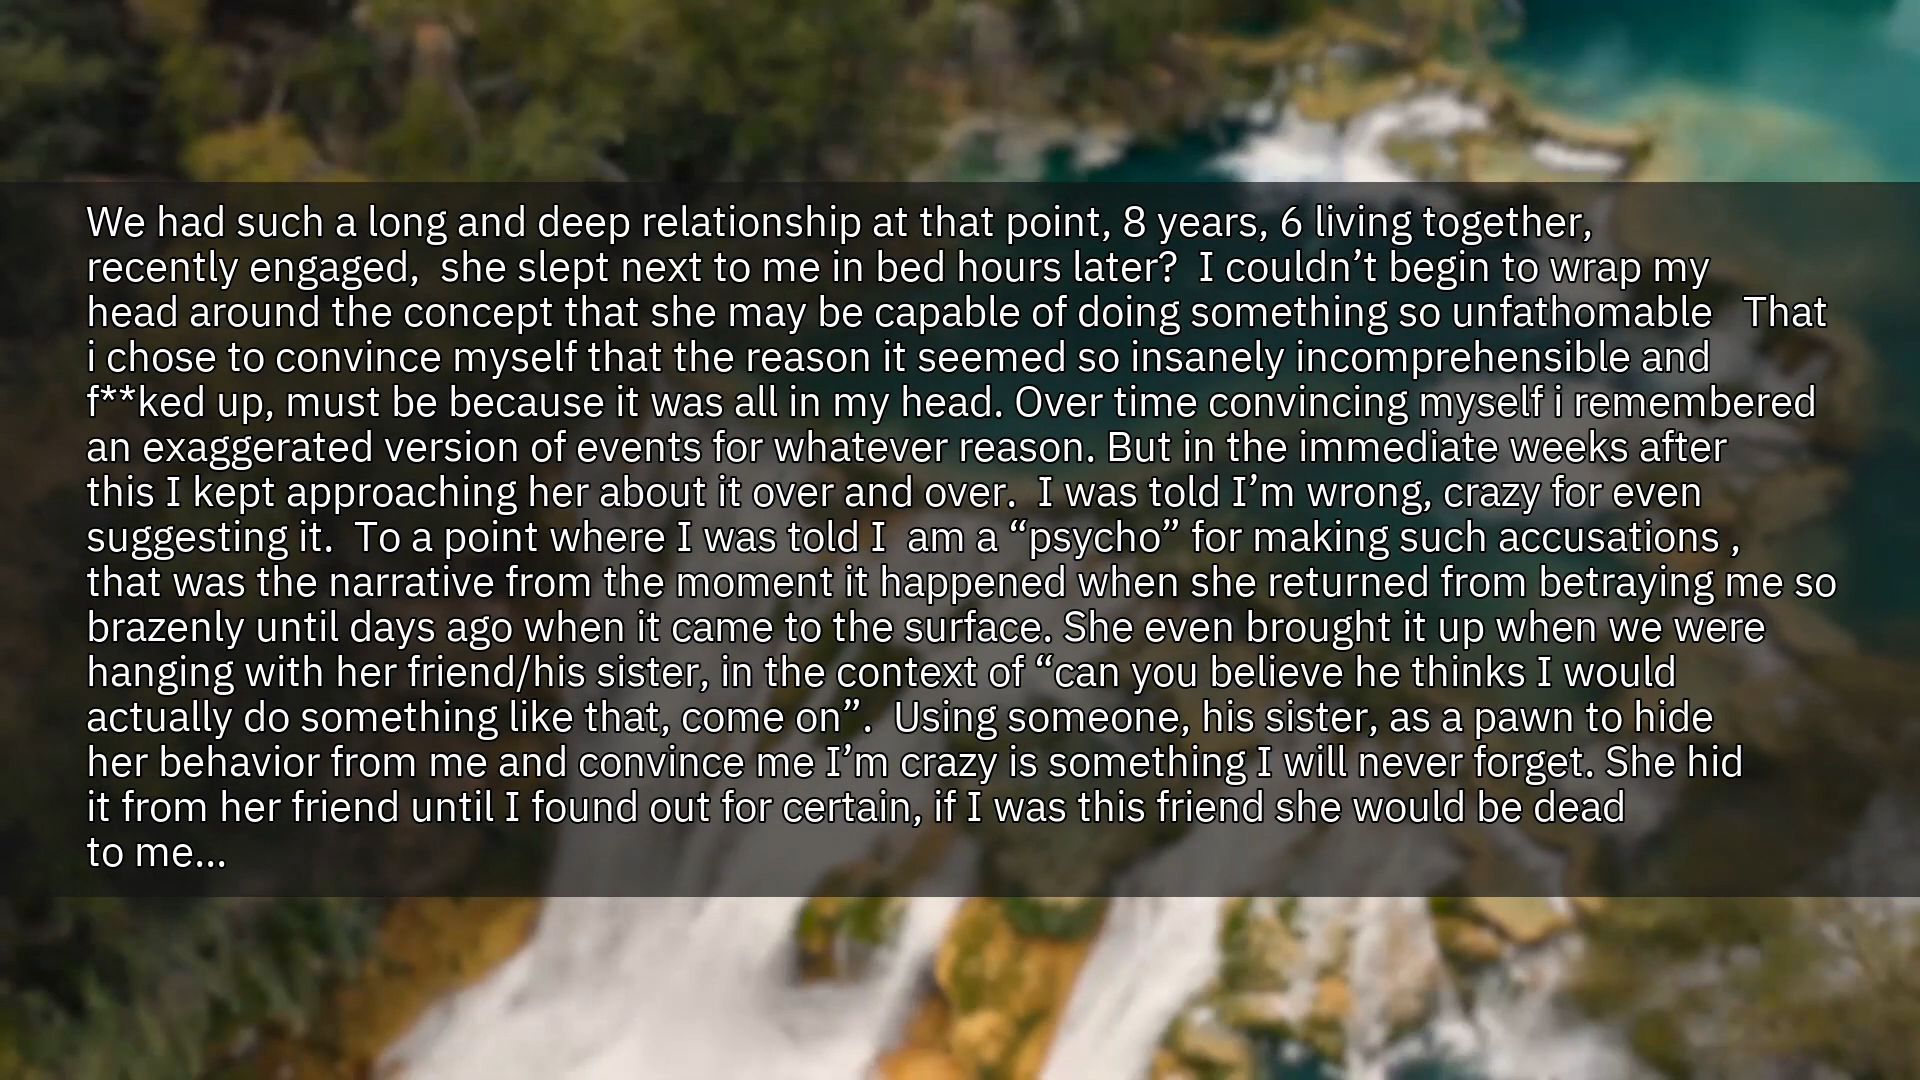 We had such a long and deep relationship at that point, 8 years, 6 living together,
recently engaged,  she slept next to me in bed hours later?  I couldn’t begin to wrap my
head around the concept that she may be capable of doing something so unfathomable   That
i chose to convince myself that the reason it seemed so insanely incomprehensible and
f**ked up, must be because it was all in my head. Over time convincing myself i remembered
an exaggerated version of events for whatever reason. But in the immediate weeks after
this I kept approaching her about it over and over.  I was told I’m wrong, crazy for even
suggesting it.  To a point where I was told I  am a “psycho” for making such accusations ,
that was the narrative from the moment it happened when she returned from betraying me so
brazenly until days ago when it came to the surface. She even brought it up when we were
hanging with her friend/his sister, in the context of “can you believe he thinks I would
actually do something like that, come on”.  Using someone, his sister, as a pawn to hide
her behavior from me and convince me I’m crazy is something I will never forget. She hid
it from her friend until I found out for certain, if I was this friend she would be dead
to me...